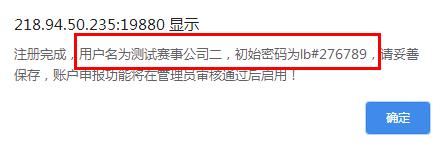 218.94.50.235:19880 显示
注册完成，用户名为测试赛事公司二，初始密码为lb#276789，请妥善
保存，账户申报功能将在管理员审核通过后启用！
确定